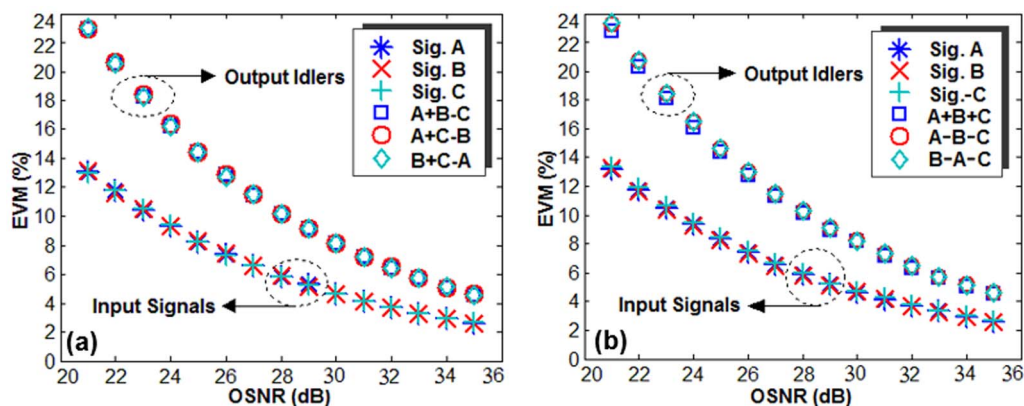 24
22
20
18
16
14
12
10
8
6
4
2
0
EVM (%)
Sig. A
Sig. B
Sig. C
A+B-C
A+C-B
B+C-A
Output Idlers
Input Signals
(a)
20 22 24 26 28 30 32 34 36
OSNR (dB)
24
22
20
18
16
14
12
10
8
6
4
2
0
EVM (%)
Sig. A
Sig. B
Sig.-C
A+B+C
A-B-C
B-A-C
Output Idlers
Input Signals
(b)
20 22 24 26 28 30 32 34 36
OSNR (dB)